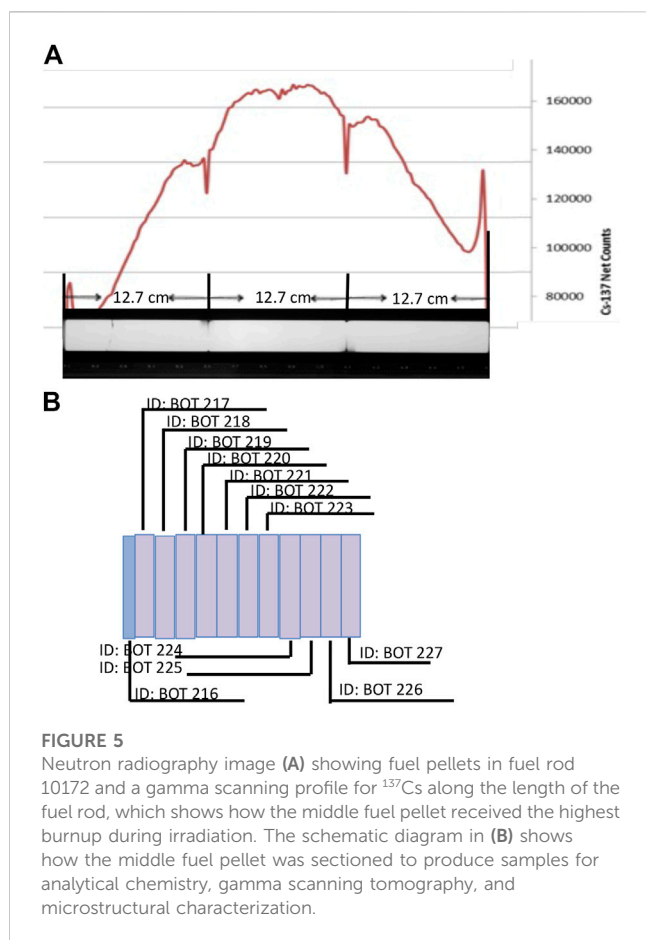 A
160000
140000
120000
100000
80000
Cs-137 Net Counts
12.7 cm
12.7 cm
12.7 cm
B
ID: BOT 217
ID: BOT 218
ID: BOT 219
ID: BOT 220
ID: BOT 221
ID: BOT 222
ID: BOT 223
ID: BOT 224
ID: BOT 225
ID: BOT 216
ID: BOT 227
ID: BOT 226
FIGURE 5
Neutron radiography image (A) showing fuel pellets in fuel rod
10172 and a gamma scanning profile for ¹³⁷Cs along the length of the
fuel rod, which shows how the middle fuel pellet received the highest
burnup during irradiation. The schematic diagram in (B) shows
how the middle fuel pellet was sectioned to produce samples for
analytical chemistry, gamma scanning tomography, and
microstructural characterization.